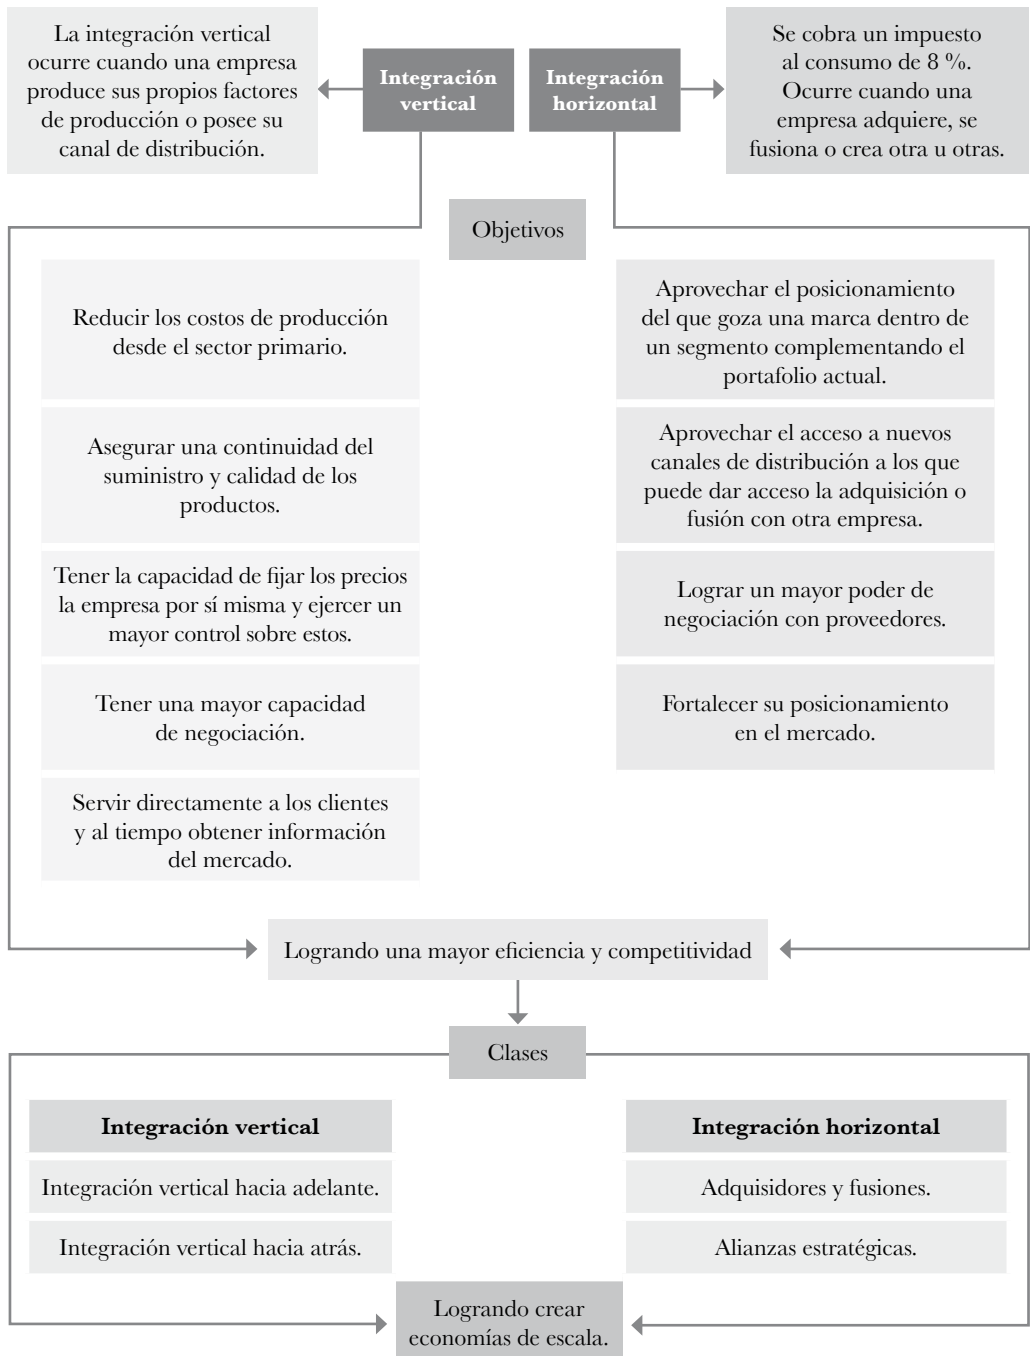 La integración vertical
ocurre cuando una empresa
produce sus propios factores
de producción o posee su
canal de distribución.
Integración
vertical
Integración
horizontal
Se cobra un impuesto
al consumo de 8 %.
Ocurre cuando una
empresa adquiere, se
fusiona o crea otra u otras.
Objetivos
Reducir los costos de producción
desde el sector primario.
Asegurar una continuidad del
suministro y calidad de los
productos.
Tener la capacidad de fijar los precios
la empresa por sí misma y ejercer un
mayor control sobre estos.
Tener una mayor capacidad
de negociación.
Servir directamente a los clientes
y al tiempo obtener información
del mercado.
Aprovechar el posicionamiento
del que goza una marca dentro de
un segmento complementando el
portafolio actual.
Aprovechar el acceso a nuevos
canales de distribución a los que
puede dar acceso la adquisición o
fusión con otra empresa.
Lograr un mayor poder de
negociación con proveedores.
Fortalecer su posicionamiento
en el mercado.
Logrando una mayor eficiencia y competitividad
Clases
Integración vertical
Integración vertical hacia adelante.
Integración vertical hacia atrás.
Integración horizontal
Adquisidores y fusiones.
Alianzas estratégicas.
Logrando crear
economías de escala.